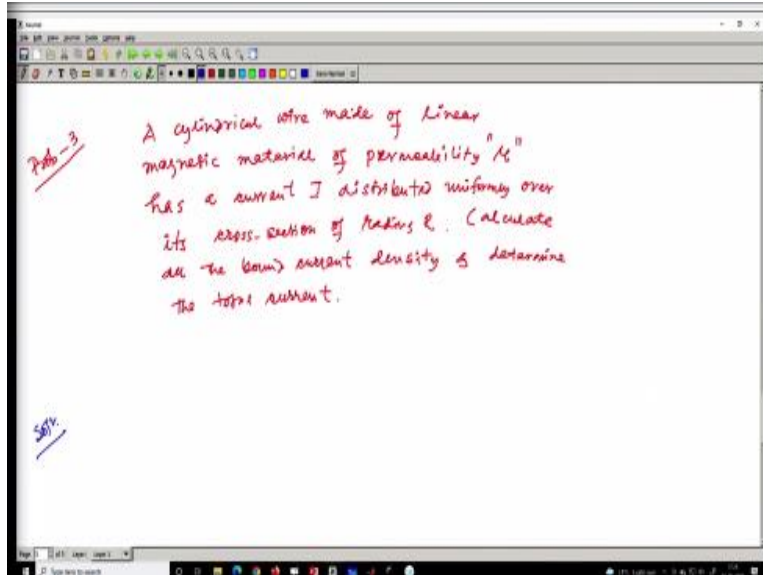 Prob-3
A cylindrical wire made of linear
magnetic material of permeability "μ"
has a current I distributed uniformly over
its cross-section of radius R. Calculate
all the bound current density & determine
the total current.
Soln.